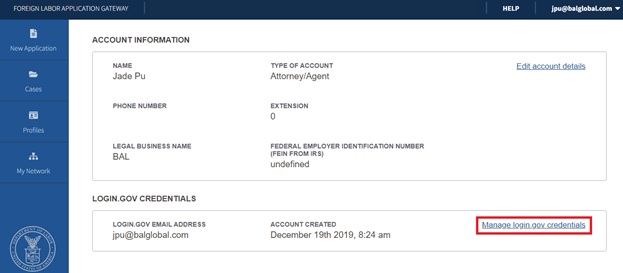 FOREIGN LABOR APPLICATION GATEWAY
HELP
jpu@balglobal.com
New Application
Cases
Profiles
My Network
ACCOUNT INFORMATION
NAME
Jade Pu
TYPE OF ACCOUNT
Attorney/Agent
Edit account details
PHONE NUMBER
EXTENSION
0
LEGAL BUSINESS NAME
BAL
FEDERAL EMPLOYER IDENTIFICATION NUMBER
(FEIN FROM IRS)
undefined
LOGIN.GOV CREDENTIALS
LOGIN.GOV EMAIL ADDRESS
jpu@balglobal.com
ACCOUNT CREATED
December 19th 2019, 8:24 am
Manage login.gov credentials